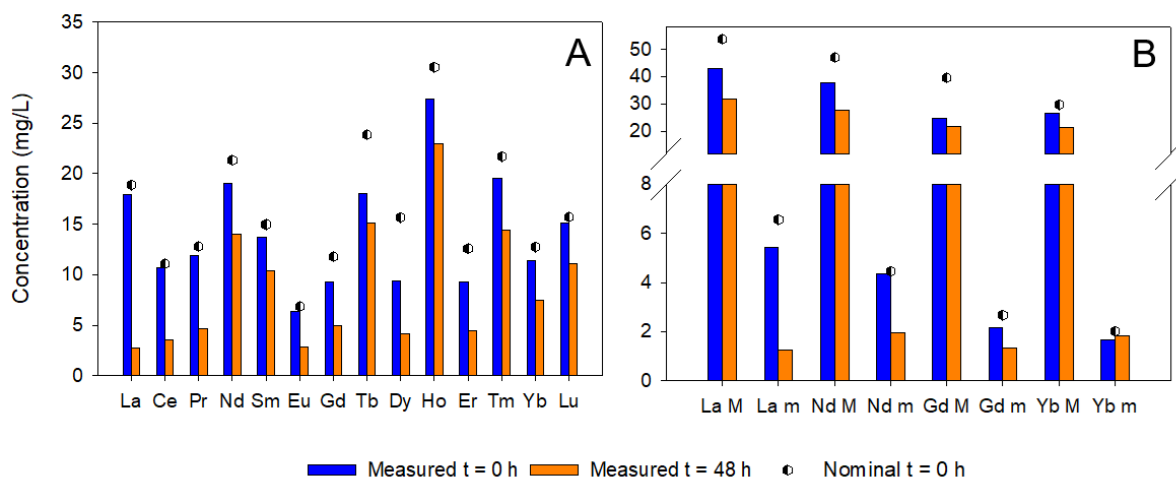 A
B
Concentration (mg/L)
35
30
25
20
15
10
5
0
La Ce Pr Nd Sm Eu Gd Tb Dy Ho Er Tm Yb Lu
50
40
30
20
8
6
4
2
0
La M La m Nd M Nd m Gd M Gd m Yb M Yb m
Measured t = 0 h Measured t = 48 h Nominal t = 0 h